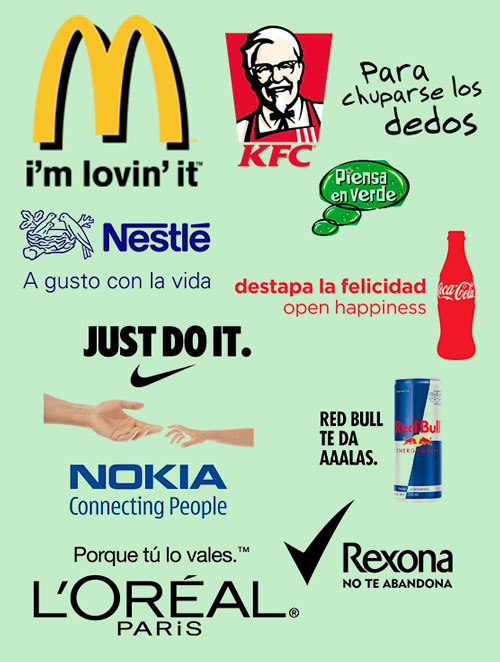 i'm lovin' it™
KFC
Para
chuparse los
dedos
Piensa
en verde
Nestlé
A gusto con la vida
destapa la felicidad
open happiness
Coca-Cola
JUST DO IT.
RED BULL
TE DA
AAALAS.
Red Bull
NOKIA
Connecting People
Porque tú lo vales.™
L'ORÉAL®
PARiS
Rexona
NO TE ABANDONA